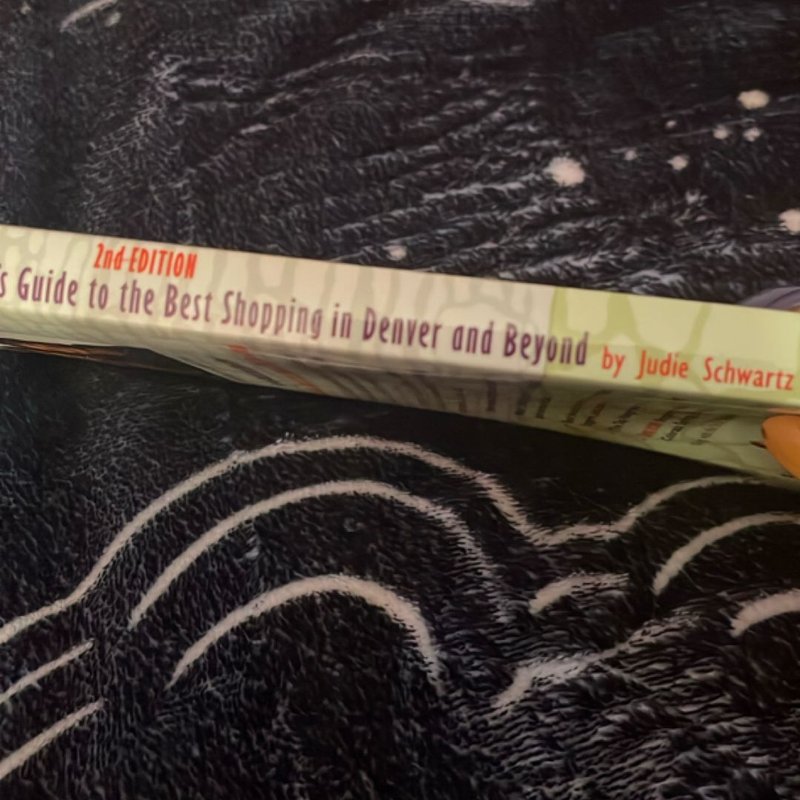 2nd EDITION
's Guide to the Best Shopping in Denver and Beyond by Judie Schwartz